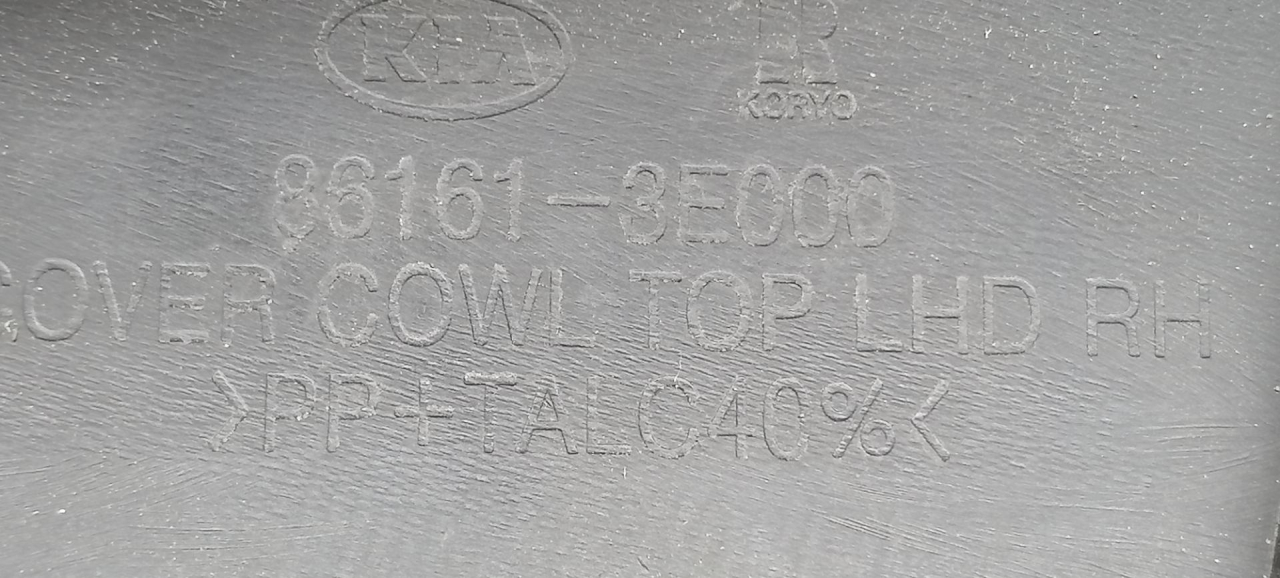 KIA
KORYO
86161-3E000
COVER COWL TOP LHD RH
>PP+TALC40%<